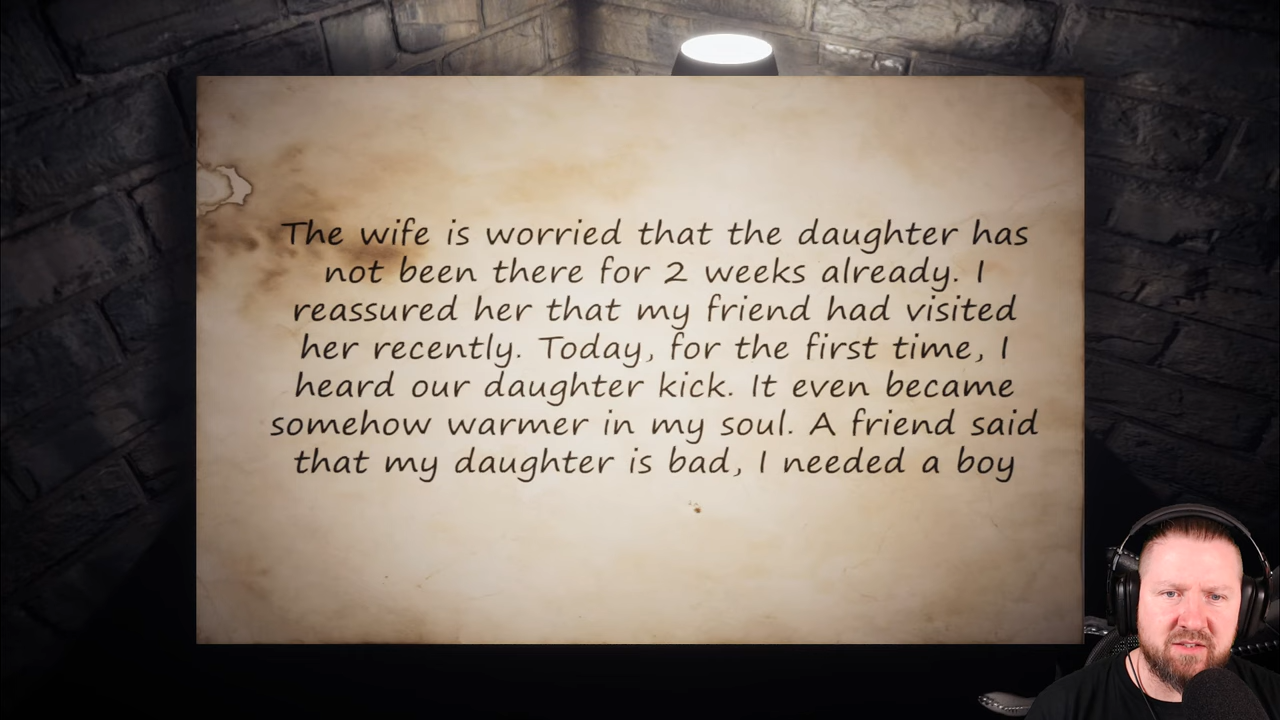 The wife is worried that the daughter has
not been there for 2 weeks already. I
reassured her that my friend had visited
her recently. Today, for the first time, I
heard our daughter kick. It even became
somehow warmer in my soul. A friend said
that my daughter is bad, I needed a boy